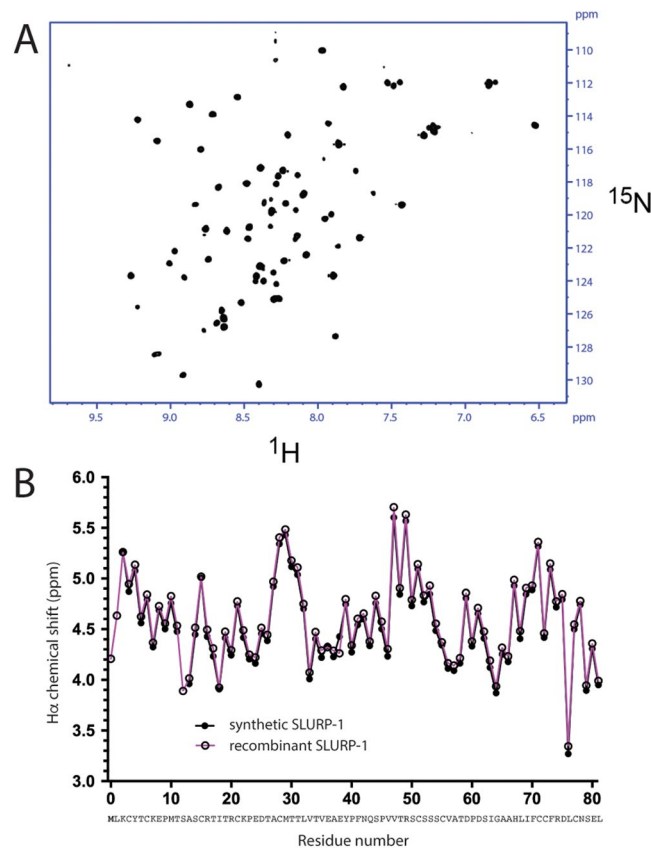 A
ppm
110
112
114
116
118
120
122
124
126
128
130
15N
9.5 9.0 8.5 8.0 7.5 7.0 6.5 ppm
1H
B
6.0
5.5
5.0
4.5
4.0
3.5
3.0
Hα chemical shift (ppm)
synthetic SLURP-1
recombinant SLURP-1
0 10 20 30 40 50 60 70 80
MLKCYTCKEPMTSASCRTITRCKPEDTACMTTLVTVEAEYPFNQSPVVTRSCSSSCVATDPDSIGAAHLIFCCFRDLCNSEL
Residue number